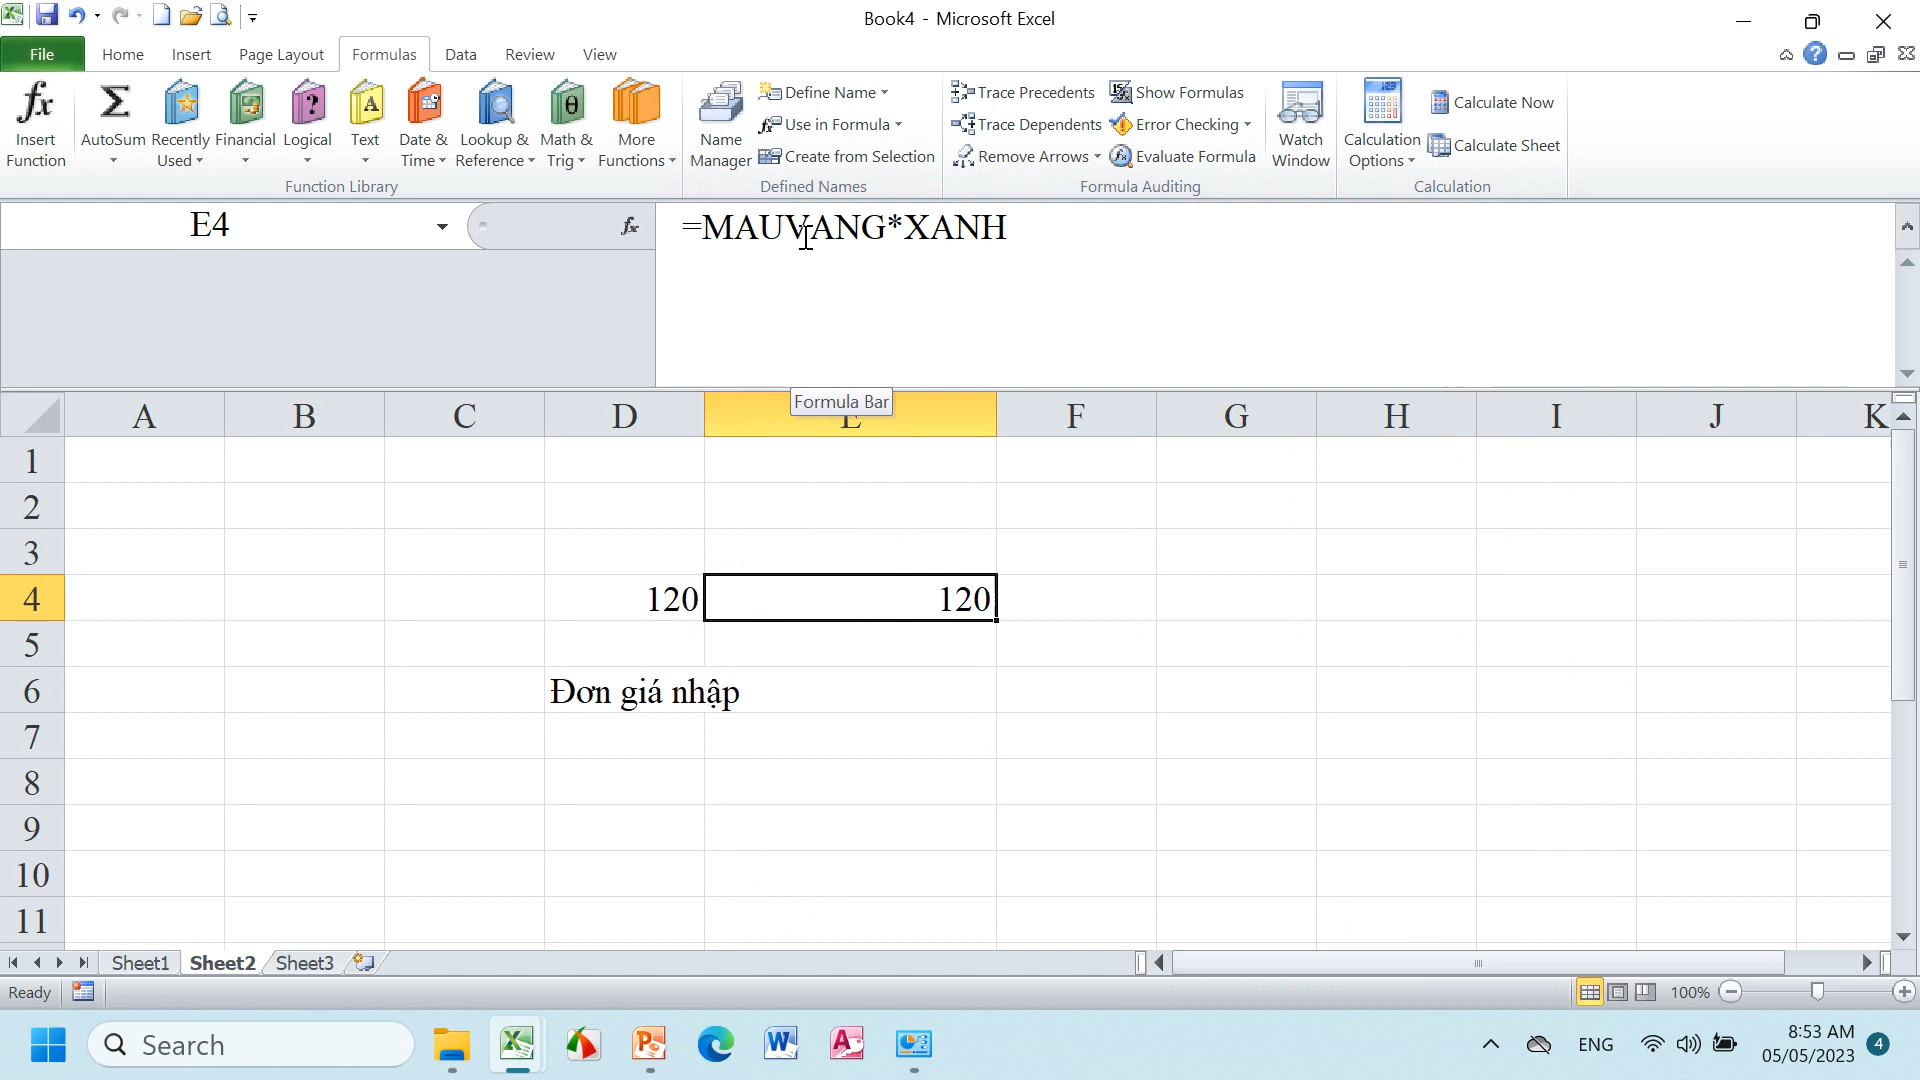 Book4 - Microsoft Excel
File Home Insert Page Layout Formulas Data Review View
Insert Function
AutoSum
Recently Used
Financial
Logical
Text
Date & Time
Lookup & Reference
Math & Trig
More Functions
Function Library
Name Manager
Define Name
Use in Formula
Create from Selection
Defined Names
Trace Precedents
Trace Dependents
Remove Arrows
Show Formulas
Error Checking
Evaluate Formula
Formula Auditing
Watch Window
Calculation Options
Calculate Now
Calculate Sheet
Calculation
E4 fx =MAUVANG*XANH
Formula Bar
A B C D E F G H I J K
1
2
3
4 120 120
5
6 Đơn giá nhập
7
8
9
10
11
Sheet1 Sheet2 Sheet3
Ready 100%
Search ENG 8:53 AM
05/05/2023 4